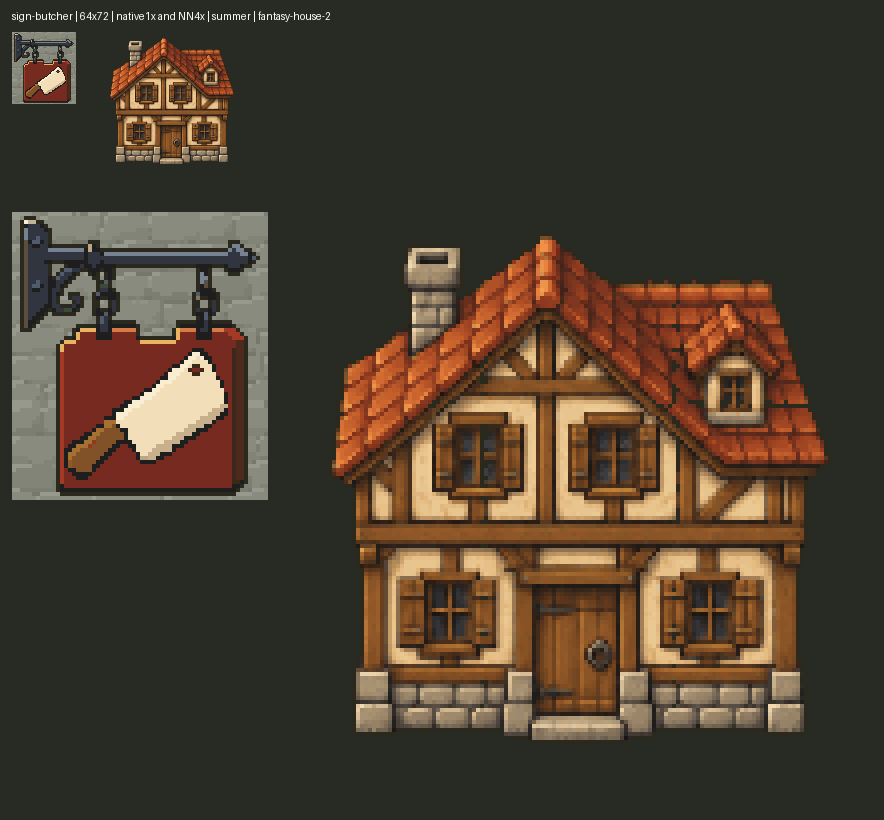 sign-butcher | 64x72 | native1x and NN4x | summer | fantasy-house-2